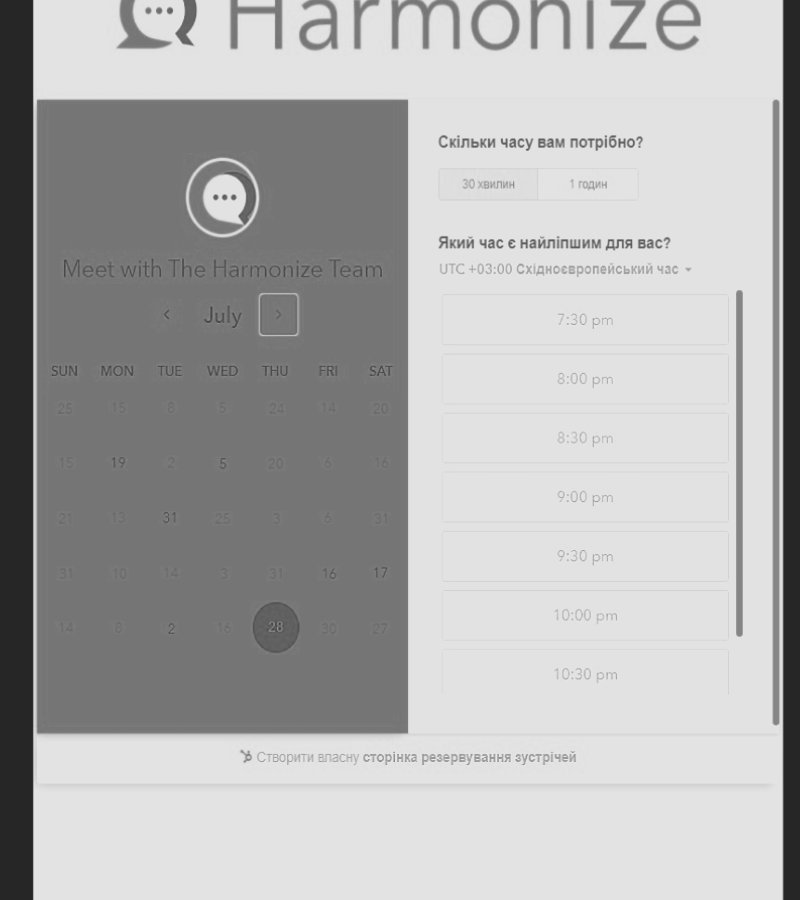 Harmonize
Meet with The Harmonize Team
July
SUN MON TUE WED THU FRI SAT
25 15 8 5 24 14 20
15 19 2 5 20 6 16
21 13 31 25 3 6 31
31 10 14 3 31 16 17
14 8 2 16 28 30 27
Скільки часу вам потрібно?
30 хвилин 1 годин
Який час є найліпшим для вас?
UTC +03:00 Східноєвропейський час
7:30 pm
8:00 pm
8:30 pm
9:00 pm
9:30 pm
10:00 pm
10:30 pm
Створити власну сторінка резервування зустрічей